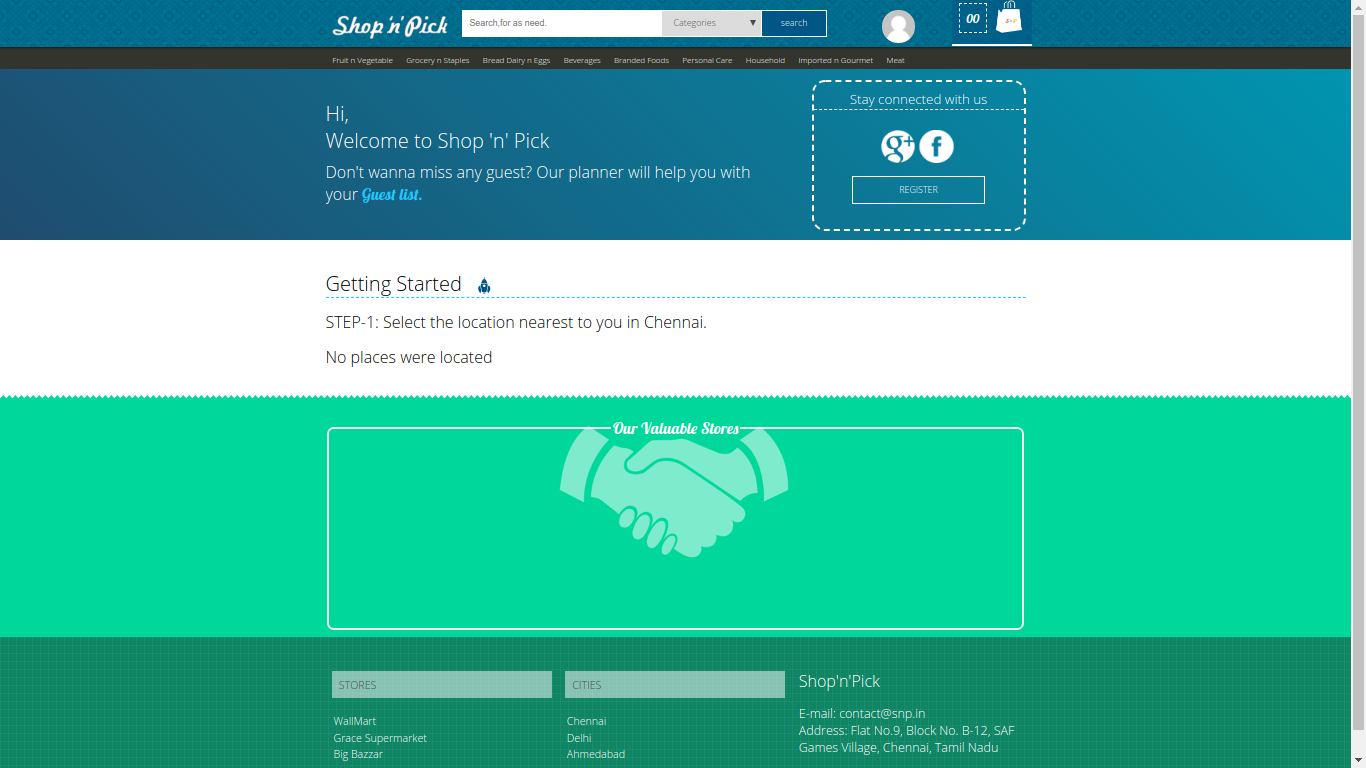 Shop 'n' Pick
Search,for as need.
Categories
search
00
Fruit n Vegetable Grocery n Staples Bread Dairy n Eggs Beverages Branded Foods Personal Care Household Imported n Gourmet Meat
Hi,
Welcome to Shop 'n' Pick
Don't wanna miss any guest? Our planner will help you with
your Guest list.
Stay connected with us
g+ f
REGISTER
Getting Started
STEP-1: Select the location nearest to you in Chennai.
No places were located
Our Valuable Stores
STORES
WallMart
Grace Supermarket
Big Bazzar
CITIES
Chennai
Delhi
Ahmedabad
Shop'n'Pick
E-mail: contact@snp.in
Address: Flat No.9, Block No. B-12, SAF
Games Village, Chennai, Tamil Nadu